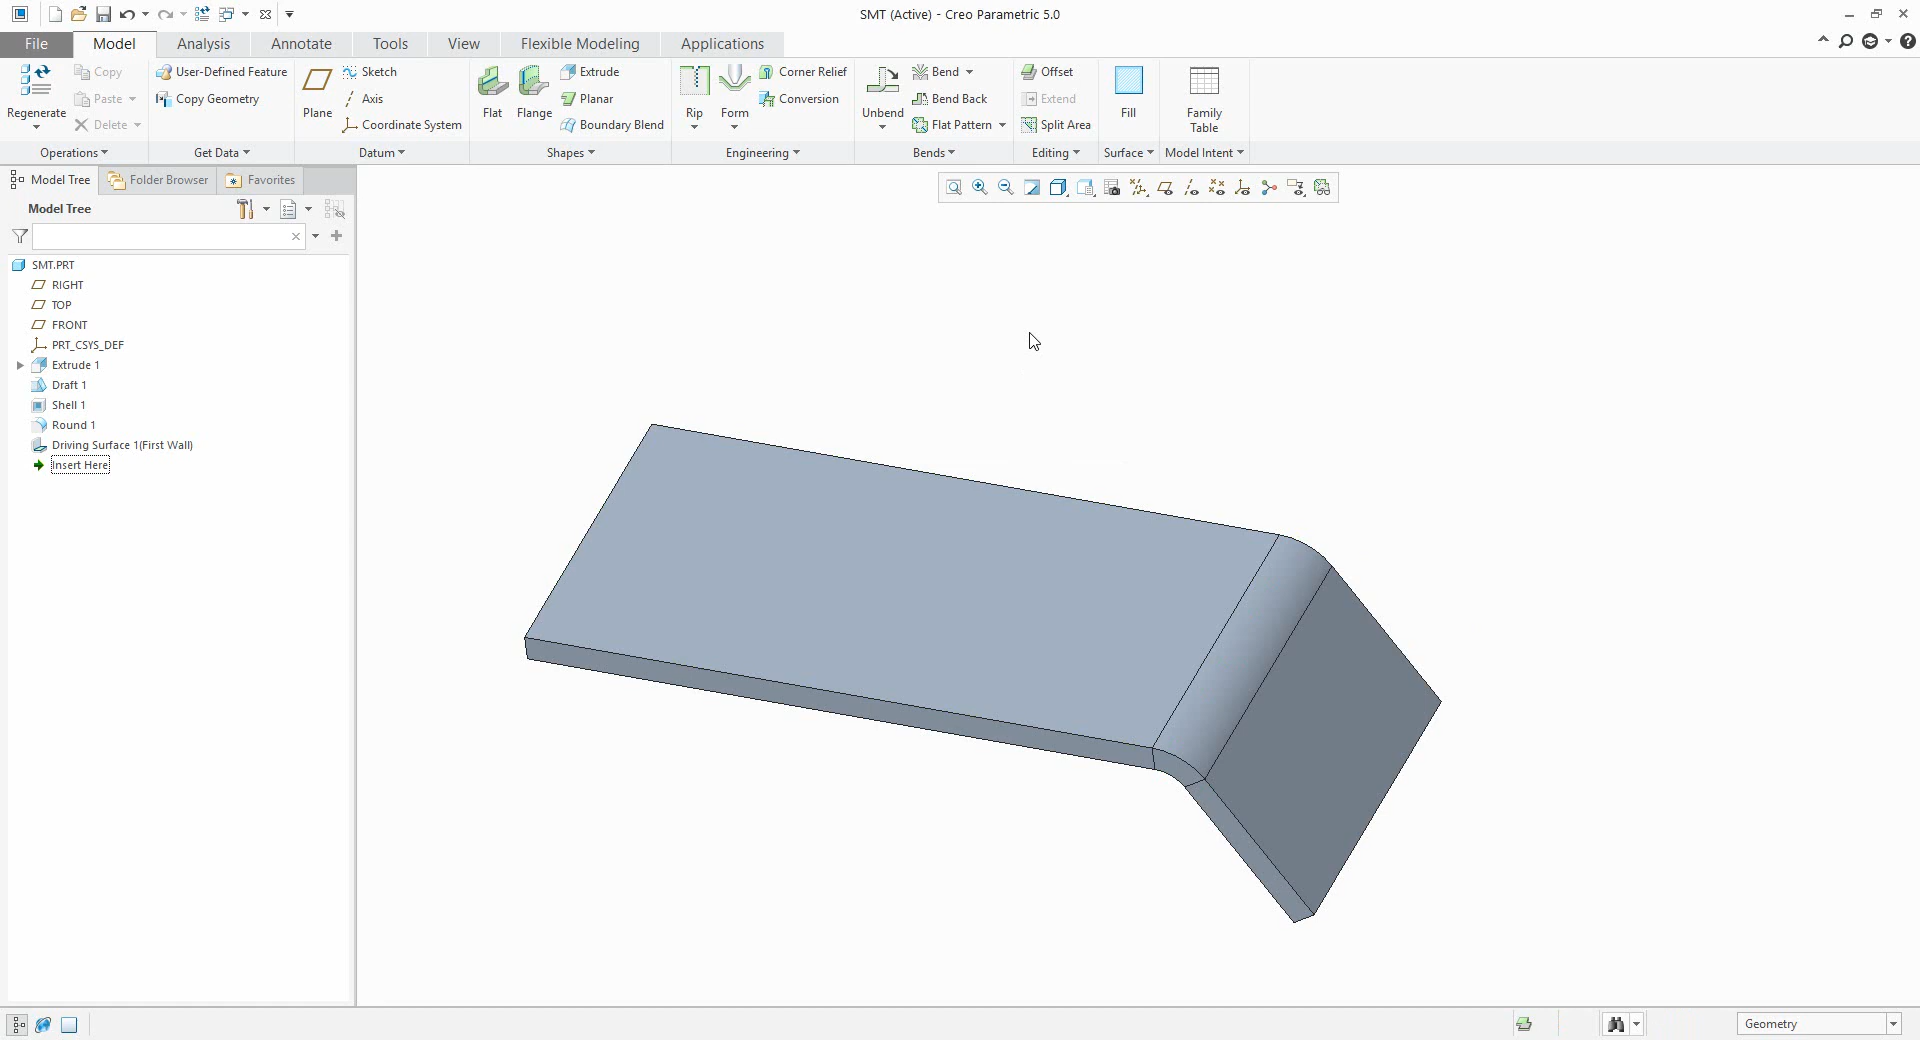 SMT (Active) - Creo Parametric 5.0
File Model Analysis Annotate Tools View Flexible Modeling Applications
Regenerate
Copy
Paste
Delete
Operations
User-Defined Feature
Copy Geometry
Get Data
Plane
Sketch
Axis
Coordinate System
Datum
Flat
Flange
Extrude
Planar
Boundary Blend
Shapes
Rip
Form
Corner Relief
Conversion
Engineering
Unbend
Bend
Bend Back
Flat Pattern
Bends
Offset
Extend
Split Area
Editing
Fill
Surface
Family
Table
Model Intent
Model Tree Folder Browser Favorites
Model Tree
SMT.PRT
RIGHT
TOP
FRONT
PRT_CSYS_DEF
Extrude 1
Draft 1
Shell 1
Round 1
Driving Surface 1(First Wall)
Insert Here
Geometry